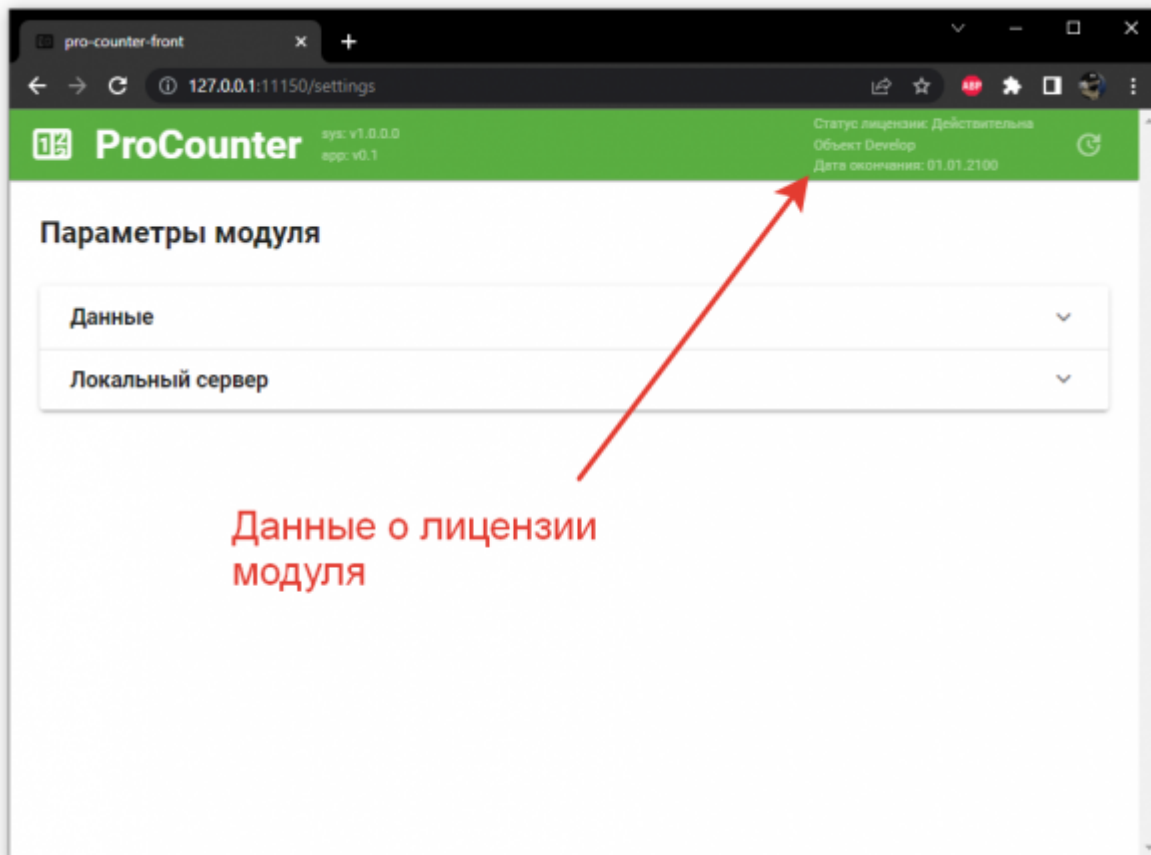 pro-counter-front
127.0.0.1:11150/settings
ABP
ProCounter
sys: v1.0.0.0
app: v0.1
Статус лицензии: Действительна
Объект Develop
Дата окончания: 01.01.2100
Параметры модуля
Данные
Локальный сервер
Данные о лицензии
модуля